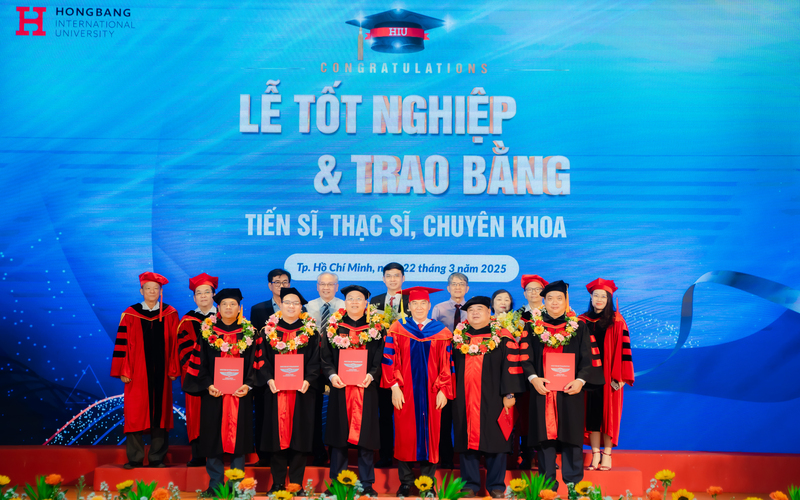 HONGBANG
INTERNATIONAL
UNIVERSITY
HIU
CONGRATULATIONS
LỄ TỐT NGHIỆP
& TRAO BẰNG
TIẾN SĨ, THẠC SĨ, CHUYÊN KHOA
Tp. Hồ Chí Minh, 22 tháng 3 năm 2025